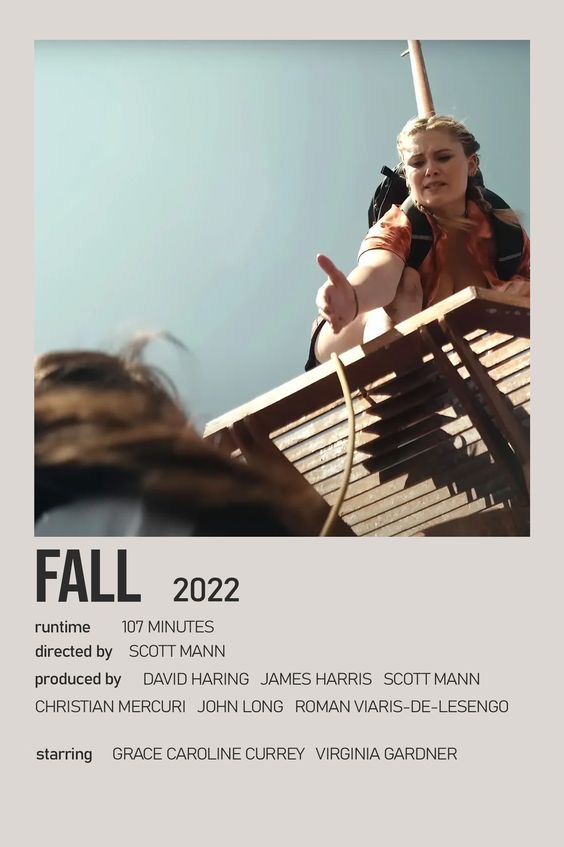 FALL 2022
runtime 107 MINUTES
directed by SCOTT MANN
produced by DAVID HARING JAMES HARRIS SCOTT MANN
CHRISTIAN MERCURI JOHN LONG ROMAN VIARIS-DE-LESENGO
starring GRACE CAROLINE CURREY VIRGINIA GARDNER